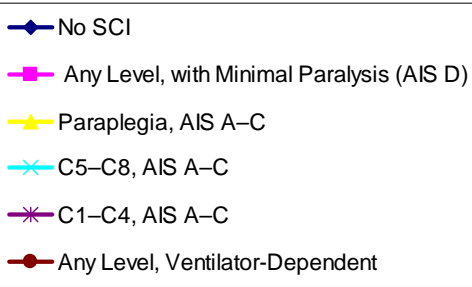 No SCI
Any Level, with Minimal Paralysis (AIS D)
Paraplegia, AIS A–C
C5–C8, AIS A–C
C1–C4, AIS A–C
Any Level, Ventilator-Dependent